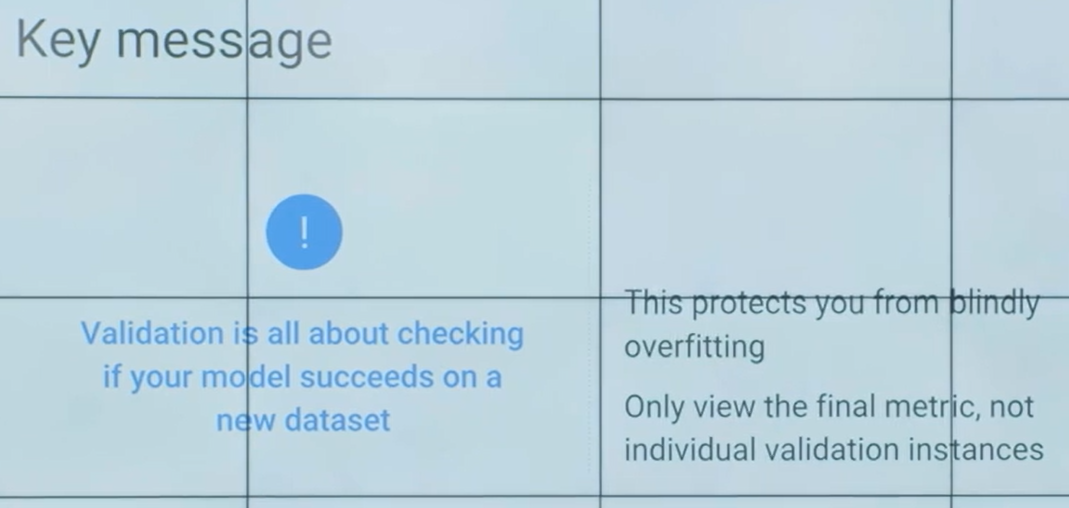 Key message
!
Validation is all about checking
if your model succeeds on a
new dataset
This protects you from blindly
overfitting
Only view the final metric, not
individual validation instances